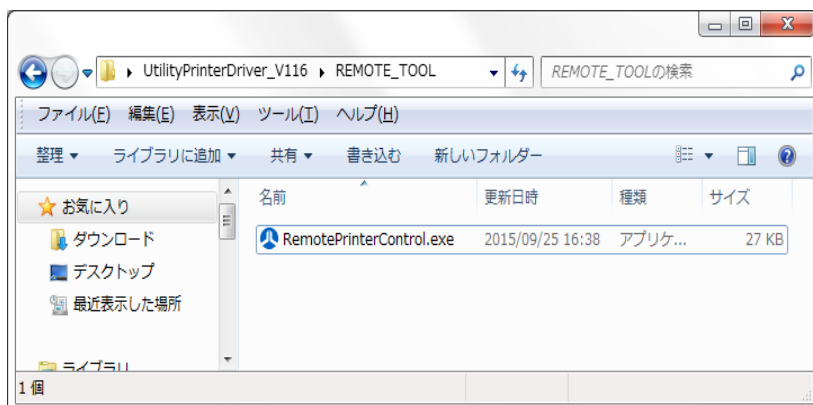 UtilityPrinterDriver_V116 REMOTE_TOOL REMOTE_TOOLの検索
ファイル(F) 編集(E) 表示(V) ツール(T) ヘルプ(H)
整理 ライブラリに追加 共有 書き込む 新しいフォルダー
お気に入り
ダウンロード
デスクトップ
最近表示した場所
ライブラリ
名前 更新日時 種類 サイズ
RemotePrinterControl.exe 2015/09/25 16:38 アプリケ... 27 KB
1 個